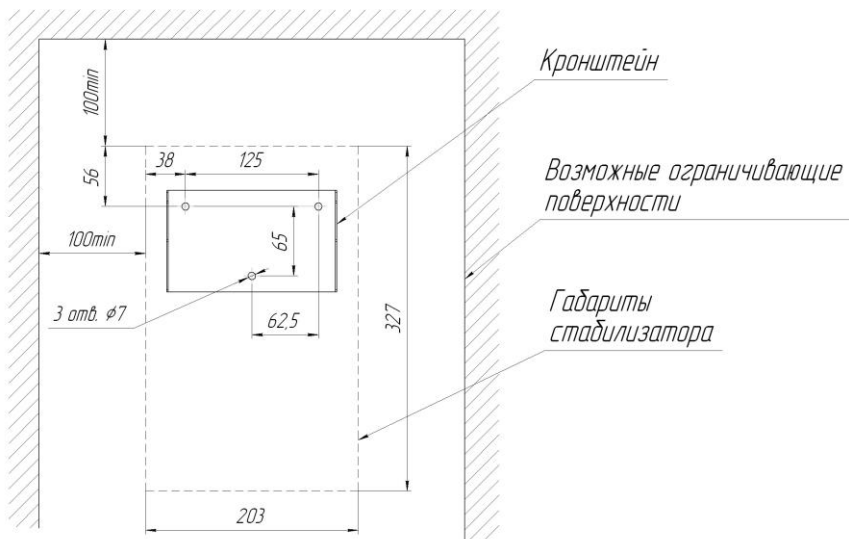 Кронштейн
100min
38
125
56
Возможные ограничивающие
поверхности
100min
65
3 отв. ⌀7
62,5
327
Габариты
стабилизатора
203